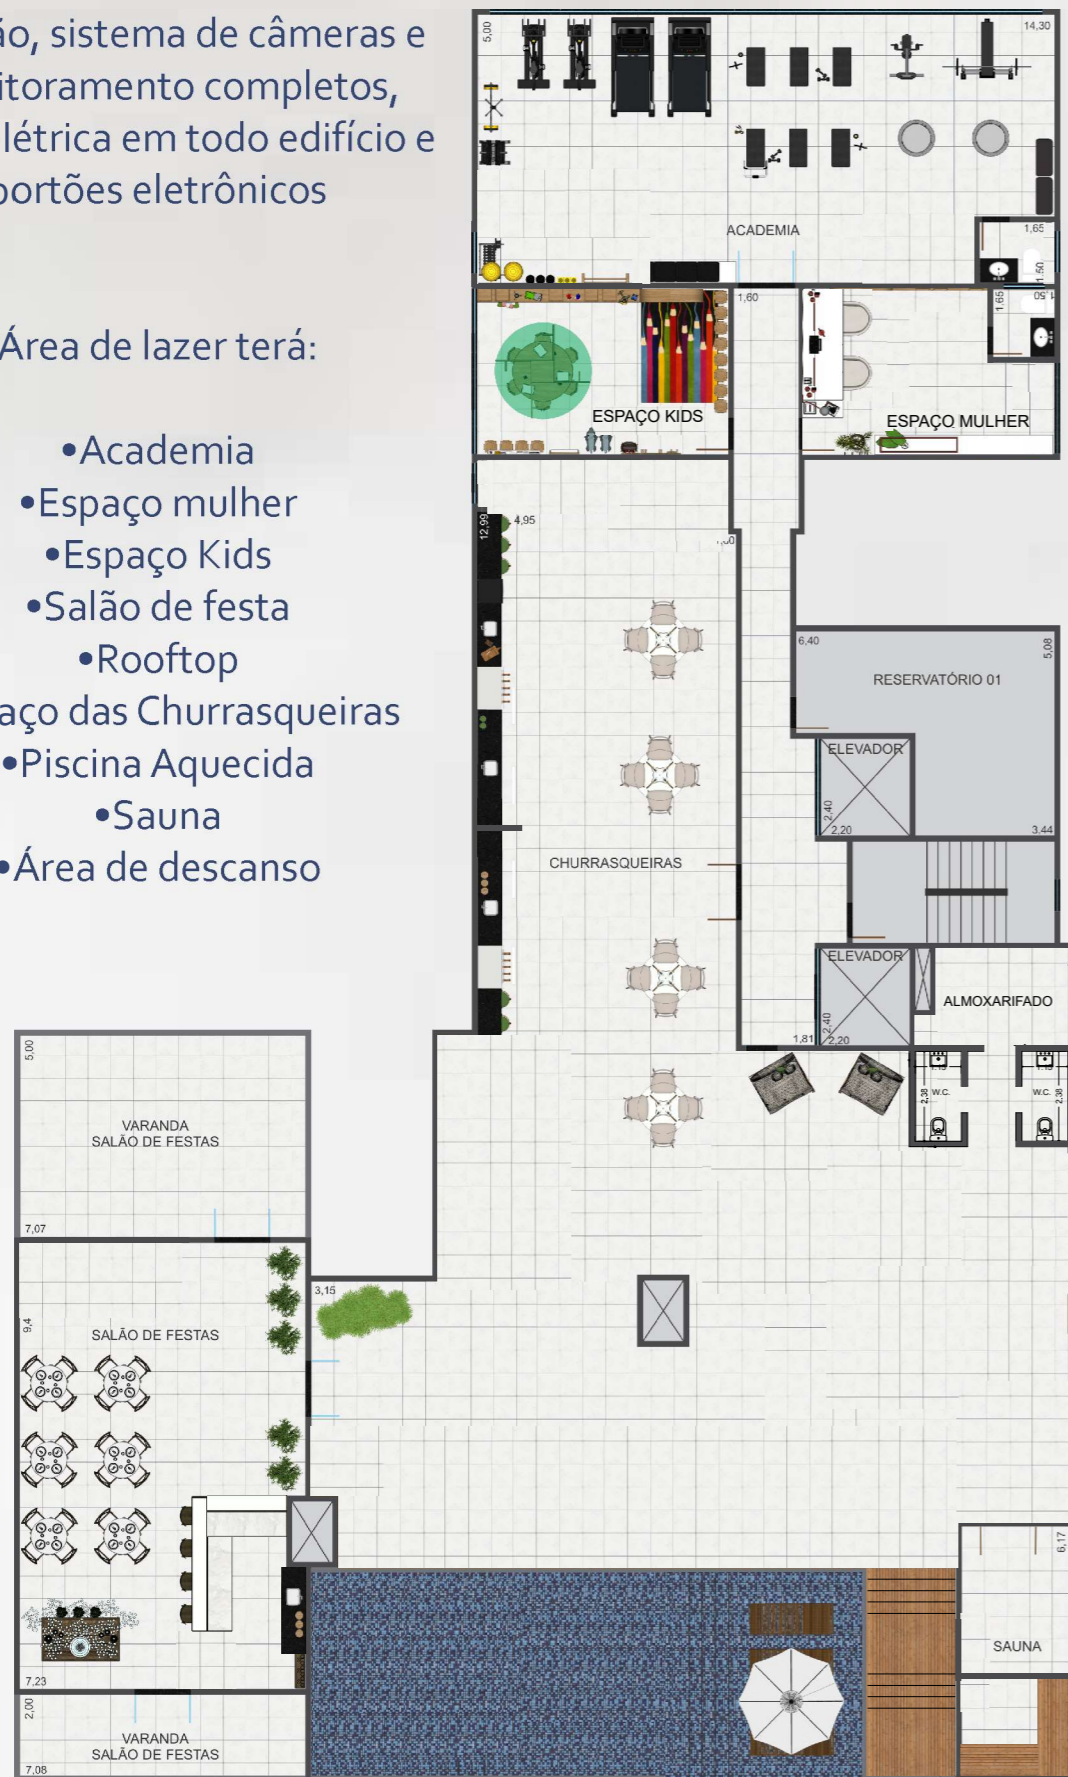 ão, sistema de câmeras e
itoramento completos,
létrica em todo edifício e
portões eletrônicos
Área de lazer terá:
•Academia
•Espaço mulher
•Espaço Kids
•Salão de festa
•Rooftop
aço das Churrasqueiras
•Piscina Aquecida
•Sauna
•Área de descanso
5,00
14,30
ACADEMIA
1,65
1,50
1,60
1,65
1,50
ESPAÇO KIDS
ESPAÇO MULHER
12,99
4,95
6,40
5,08
RESERVATÓRIO 01
ELEVADOR
2,40
2,20
3,44
CHURRASQUEIRAS
ELEVADOR
ALMOXARIFADO
2,40
1,81
2,20
2,38
W.C.
W.C.
2,38
5,00
VARANDA
SALÃO DE FESTAS
7,07
3,15
9,4
SALÃO DE FESTAS
6,17
SAUNA
7,23
2,00
VARANDA
SALÃO DE FESTAS
7,08